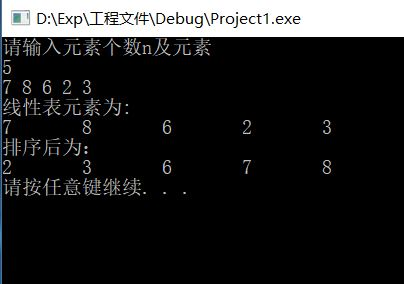 D:\Exp\工程文件\Debug\Project1.exe
请输入元素个数n及元素
5
7 8 6 2 3
线性表元素为:
7 8 6 2 3
排序后为：
2 3 6 7 8
请按任意键继续. . .